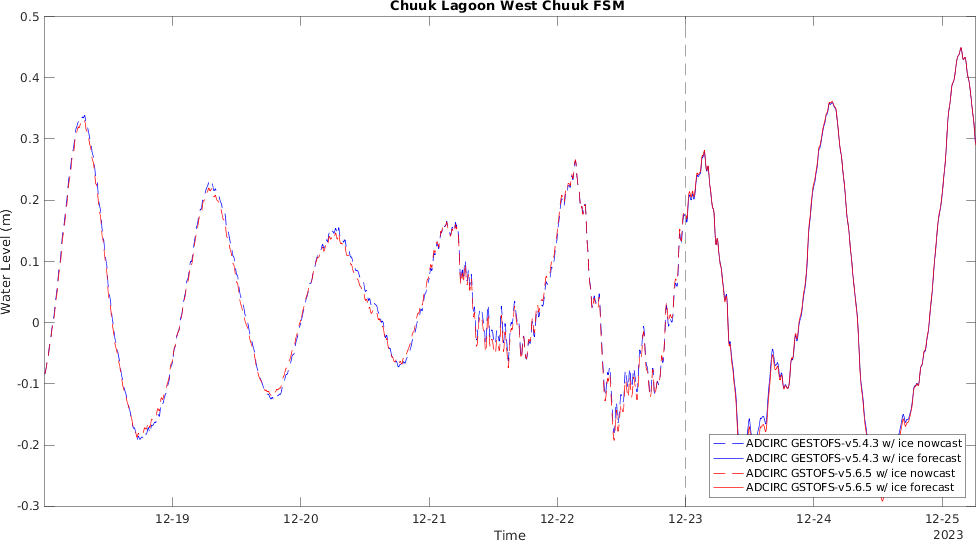 Chuuk Lagoon West Chuuk FSM
0.5
0.4
0.3
0.2
0.1
0
-0.1
-0.2
-0.3
Water Level (m)
12-19
12-20
12-21
12-22
12-23
12-24
12-25
Time
2023
ADCIRC GESTOFS-v5.4.3 w/ ice nowcast
ADCIRC GESTOFS-v5.4.3 w/ ice forecast
ADCIRC GSTOFS-v5.6.5 w/ ice nowcast
ADCIRC GSTOFS-v5.6.5 w/ ice forecast